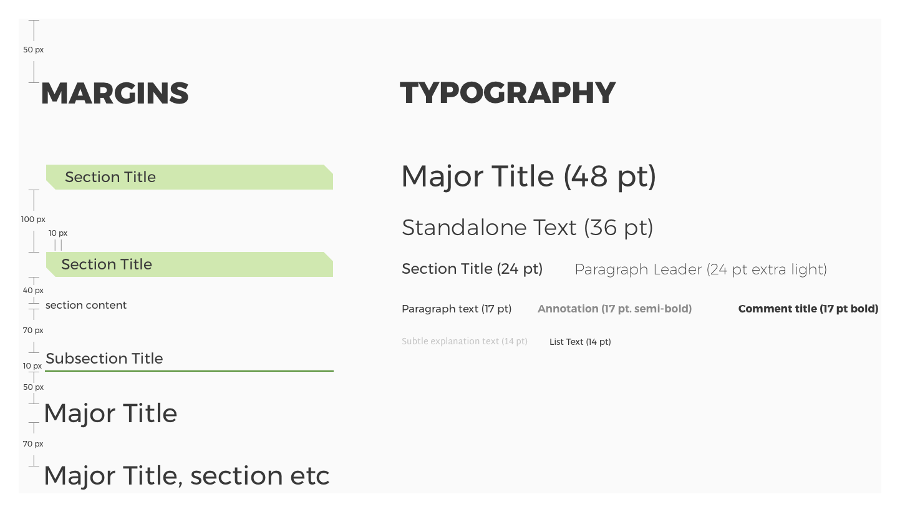 50 px
MARGINS
Section Title
100 px
10 px
Section Title
40 px
section content
70 px
Subsection Title
10 px
50 px
Major Title
70 px
Major Title, section etc
TYPOGRAPHY
Major Title (48 pt)
Standalone Text (36 pt)
Section Title (24 pt) Paragraph Leader (24 pt extra light)
Paragraph text (17 pt) Annotation (17 pt. semi-bold) Comment title (17 pt bold)
Subtle explanation text (14 pt) List Text (14 pt)